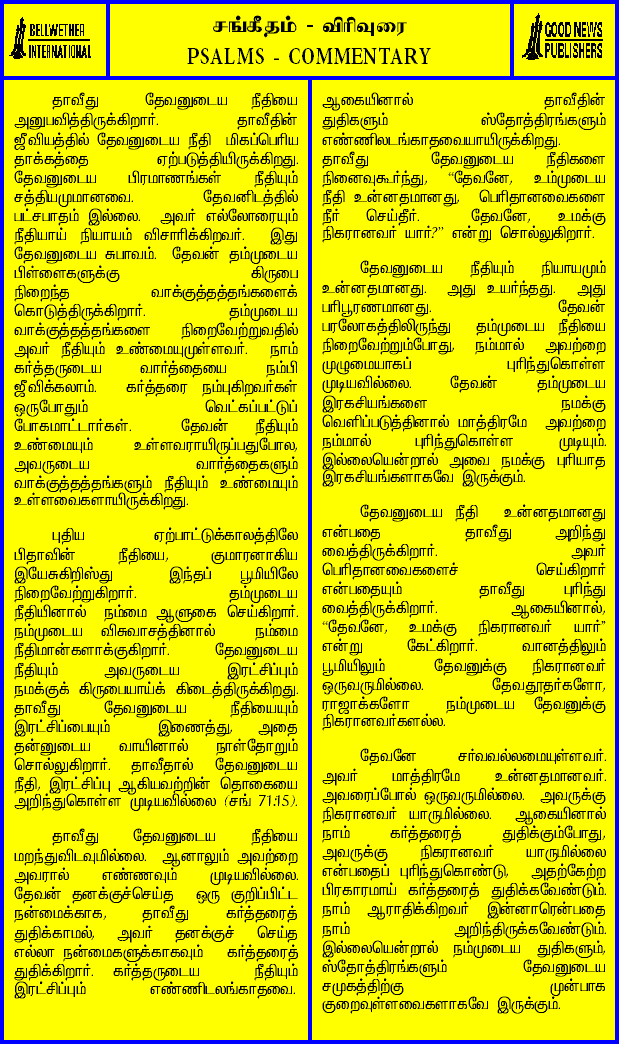 BELLWETHER
INTERNATIONAL
சங்கீதம் - விரிவுரை
PSALMS - COMMENTARY
GOOD NEWS
PUBLISHERS
தாவீது தேவனுடைய நீதியை
அனுபவித்திருக்கிறார். தாவீதின்
ஜீவியத்தில் தேவனுடைய நீதி மிகப்பெரிய
தாக்கத்தை ஏற்படுத்தியிருக்கிறது.
தேவனுடைய பிரமாணங்கள் நீதியும்
சத்தியமுமானவை. தேவனிடத்தில்
பட்சபாதம் இல்லை. அவர் எல்லோரையும்
நீதியாய் நியாயம் விசாரிக்கிறவர். இது
தேவனுடைய சுபாவம். தேவன் தம்முடைய
பிள்ளைகளுக்கு கிருபை
நிறைந்த வாக்குத்தத்தங்களைக்
கொடுத்திருக்கிறார். தம்முடைய
வாக்குத்தத்தங்களை நிறைவேற்றுவதில்
அவர் நீதியும் உண்மையுமுள்ளவர். நாம்
கர்த்தருடைய வார்த்தையை நம்பி
ஜீவிக்கலாம். கர்த்தரை நம்புகிறவர்கள்
ஒருபோதும் வெட்கப்பட்டுப்
போகமாட்டார்கள். தேவன் நீதியும்
உண்மையும் உள்ளவராயிருப்பதுபோல,
அவருடைய வார்த்தைகளும்
வாக்குத்தத்தங்களும் நீதியும் உண்மையும்
உள்ளவைகளாயிருக்கிறது.
புதிய ஏற்பாட்டுக்காலத்திலே
பிதாவின் நீதியை, குமாரனாகிய
இயேசுகிறிஸ்து இந்தப் பூமியிலே
நிறைவேற்றுகிறார். தம்முடைய
நீதியினால் நம்மை ஆளுகை செய்கிறார்.
நம்முடைய விசுவாசத்தினால் நம்மை
நீதிமான்களாக்குகிறார். தேவனுடைய
நீதியும் அவருடைய இரட்சிப்பும்
நமக்குக் கிருபையாய்க் கிடைத்திருக்கிறது.
தாவீது தேவனுடைய நீதியையும்
இரட்சிப்பையும் இணைத்து, அதை
தன்னுடைய வாயினால் நாள்தோறும்
சொல்லுகிறார். தாவீதால் தேவனுடைய
நீதி, இரட்சிப்பு ஆகியவற்றின் தொகையை
அறிந்துகொள்ள முடியவில்லை (சங் 71:15).
தாவீது தேவனுடைய நீதியை
மறந்துவிடவுமில்லை. ஆனாலும் அவற்றை
அவரால் எண்ணவும் முடியவில்லை.
தேவன் தனக்குச்செய்த ஒரு குறிப்பிட்ட
நன்மைக்காக, தாவீது கர்த்தரைத்
துதிக்காமல், அவர் தனக்குச் செய்த
எல்லா நன்மைகளுக்காகவும் கர்த்தரைத்
துதிக்கிறார். கர்த்தருடைய நீதியும்
இரட்சிப்பும் எண்ணிடலங்காதவை.
ஆகையினால் தாவீதின்
துதிகளும் ஸ்தோத்திரங்களும்
எண்ணிலடங்காதவையாயிருக்கிறது.
தாவீது தேவனுடைய நீதிகளை
நினைவுகூர்ந்து, “தேவனே, உம்முடைய
நீதி உன்னதமானது, பெரிதானவைகளை
நீர் செய்தீர். தேவனே, உமக்கு
நிகரானவர் யார்?” என்று சொல்லுகிறார்.
தேவனுடைய நீதியும் நியாயமும்
உன்னதமானது. அது உயர்ந்தது. அது
பரிபூரணமானது. தேவன்
பரலோகத்திலிருந்து தம்முடைய நீதியை
நிறைவேற்றும்போது, நம்மால் அவற்றை
முழுமையாகப் புரிந்துகொள்ள
முடியவில்லை. தேவன் தம்முடைய
இரகசியங்களை நமக்கு
வெளிப்படுத்தினால் மாத்திரமே அவற்றை
நம்மால் புரிந்துகொள்ள முடியும்.
இல்லையென்றால் அவை நமக்கு புரியாத
இரகசியங்களாகவே இருக்கும்.
தேவனுடைய நீதி உன்னதமானது
என்பதை தாவீது அறிந்து
வைத்திருக்கிறார். அவர்
பெரிதானவைகளைச் செய்கிறார்
என்பதையும் தாவீது புரிந்து
வைத்திருக்கிறார். ஆகையினால்,
“தேவனே, உமக்கு நிகரானவர் யார்”
என்று கேட்கிறார். வானத்திலும்
பூமியிலும் தேவனுக்கு நிகரானவர்
ஒருவருமில்லை. தேவதூதர்களோ,
ராஜாக்களோ நம்முடைய தேவனுக்கு
நிகரானவர்களல்ல.
தேவனே சர்வவல்லமையுள்ளவர்.
அவர் மாத்திரமே உன்னதமானவர்.
அவரைப்போல் ஒருவருமில்லை. அவருக்கு
நிகரானவர் யாருமில்லை. ஆகையினால்
நாம் கர்த்தரைத் துதிக்கும்போது,
அவருக்கு நிகரானவர் யாருமில்லை
என்பதைப் புரிந்துகொண்டு, அதற்கேற்ற
பிரகாரமாய் கர்த்தரைத் துதிக்கவேண்டும்.
நாம் ஆராதிக்கிறவர் இன்னாரென்பதை
நாம் அறிந்திருக்கவேண்டும்.
இல்லையென்றால் நம்முடைய துதிகளும்,
ஸ்தோத்திரங்களும் தேவனுடைய
சமுகத்திற்கு முன்பாக
குறைவுள்ளவைகளாகவே இருக்கும்.